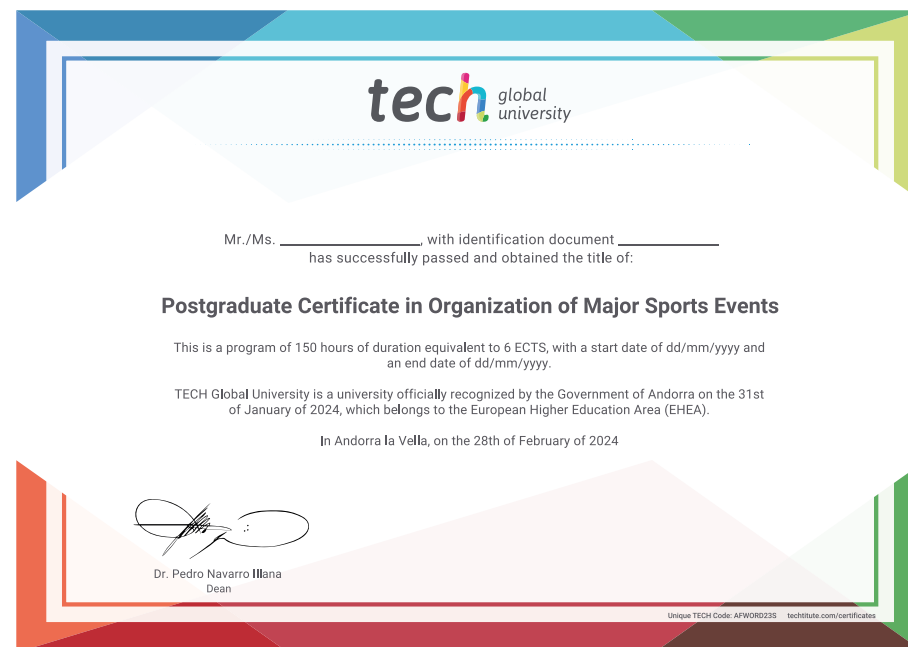 tech global
university
Mr./Ms. ____________, with identification document ____________
has successfully passed and obtained the title of:
Postgraduate Certificate in Organization of Major Sports Events
This is a program of 150 hours of duration equivalent to 6 ECTS, with a start date of dd/mm/yyyy and
an end date of dd/mm/yyyy.
TECH Global University is a university officially recognized by the Government of Andorra on the 31st
of January of 2024, which belongs to the European Higher Education Area (EHEA).
In Andorra la Vella, on the 28th of February of 2024
Dr. Pedro Navarro Illana
Dean
Unique TECH Code: AFWORD23S techtitute.com/certificates